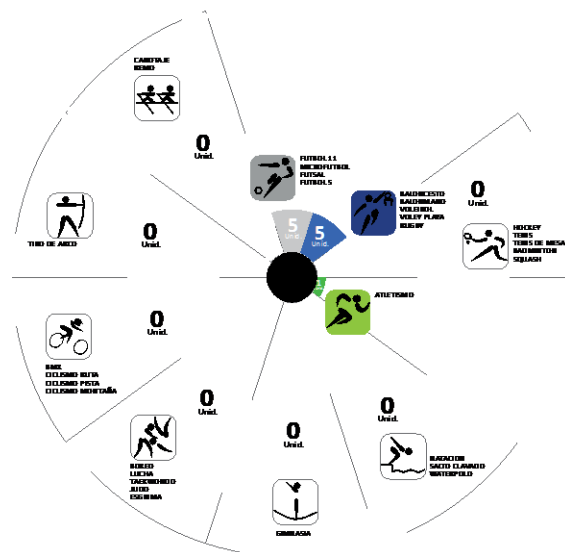 CANOTAJE
REMO
0
Unid.
FUTBOL 11
MICROFUTBOL
FUTSAL
FUTBOL 5
5
Unid.
5
Unid.
BALONCESTO
BALONMANO
VOLEIBOL
VOLEY PLAYA
RUGBY
0
Unid.
HOCKEY
TENIS
TENIS DE MESA
BADMINTON
SQUASH
TIRO DE ARCO
0
Unid.
ATLETISMO
0
Unid.
BMX
CICLISMO RUTA
CICLISMO PISTA
CICLISMO MONTAÑA
0
Unid.
BOXEO
LUCHA
TAEKWONDO
JUDO
ESGRIMA
0
Unid.
GIMNASIA
0
Unid.
NATACION
SALTO CLAVADO
WATERPOLO